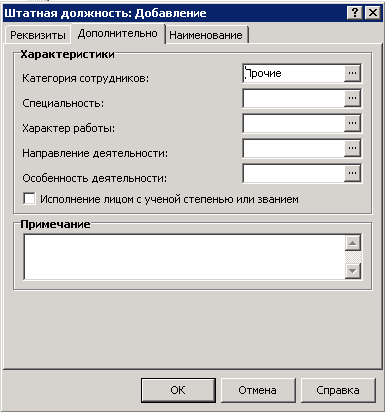 Штатная должность: Добавление
Реквизиты Дополнительно Наименование
Характеристики
Категория сотрудников: Прочие ...
Специальность: ...
Характер работы: ...
Направление деятельности: ...
Особенность деятельности: ...
Исполнение лицом с ученой степенью или званием
Примечание
ОК Отмена Справка